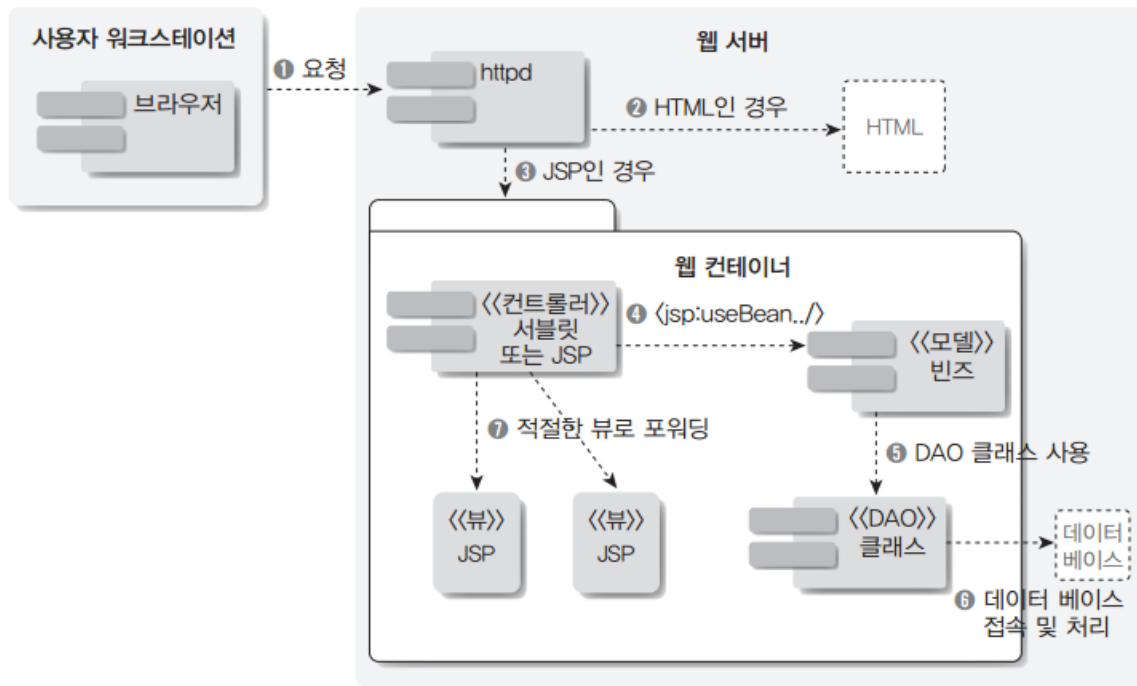 사용자 워크스테이션
브라우저
❶ 요청
웹 서버
httpd
❷ HTML인 경우
HTML
❸ JSP인 경우
웹 컨테이너
〈〈컨트롤러〉〉
서블릿
또는 JSP
❹ 〈jsp:useBean../〉
〈〈모델〉〉
빈즈
❼ 적절한 뷰로 포워딩
❺ DAO 클래스 사용
〈〈뷰〉〉
JSP
〈〈뷰〉〉
JSP
〈〈DAO〉〉
클래스
데이터
베이스
❻ 데이터 베이스
접속 및 처리